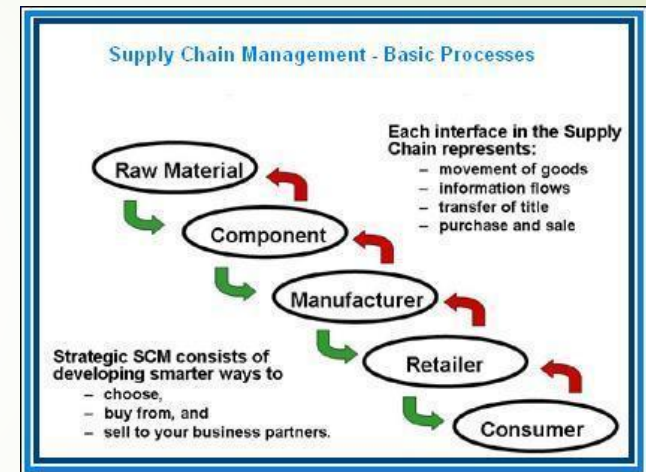 Supply Chain Management - Basic Processes
Each interface in the Supply
Chain represents:
– movement of goods
– information flows
– transfer of title
– purchase and sale
Raw Material
Component
Manufacturer
Retailer
Consumer
Strategic SCM consists of
developing smarter ways to
– choose,
– buy from, and
– sell to your business partners.